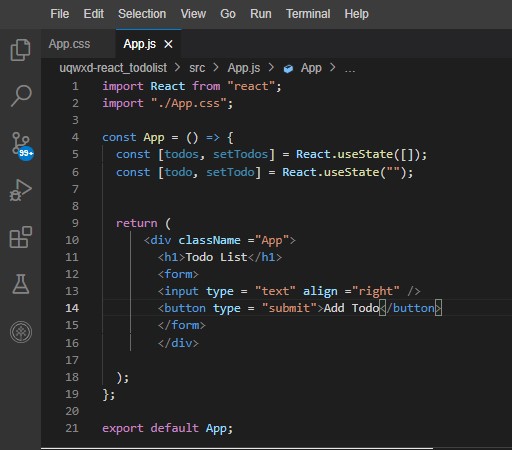 File Edit Selection View Go Run Terminal Help
App.css App.js ×
uqwxd-react_todolist > src > App.js > App > ...
1 import React from "react";
2 import "./App.css";
3
4 const App = () => {
5 const [todos, setTodos] = React.useState([]);
6 const [todo, setTodo] = React.useState("");
7
8
9 return (
10 <div className ="App">
11 <h1>Todo List</h1>
12 <form>
13 <input type = "text" align ="right" />
14 <button type = "submit">Add Todo</button>
15 </form>
16 </div>
17
18 );
19 };
20
21 export default App;
99+